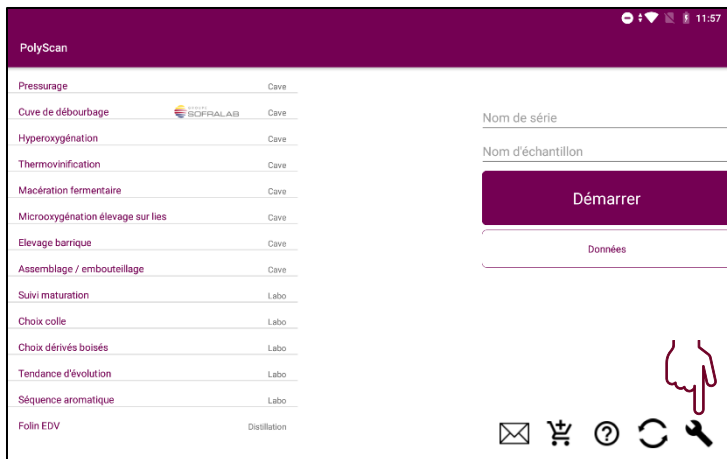 11:57
PolyScan
Pressurage Cave
Cuve de débourbage GROUPE SOFRALAB Cave
Hyperoxygénation Cave
Thermovinification Cave
Macération fermentaire Cave
Microoxygénation élevage sur lies Cave
Elevage barrique Cave
Assemblage / embouteillage Cave
Suivi maturation Labo
Choix colle Labo
Choix dérivés boisés Labo
Tendance d'évolution Labo
Séquence aromatique Labo
Folin EDV Distillation
Nom de série
Nom d'échantillon
Démarrer
Données